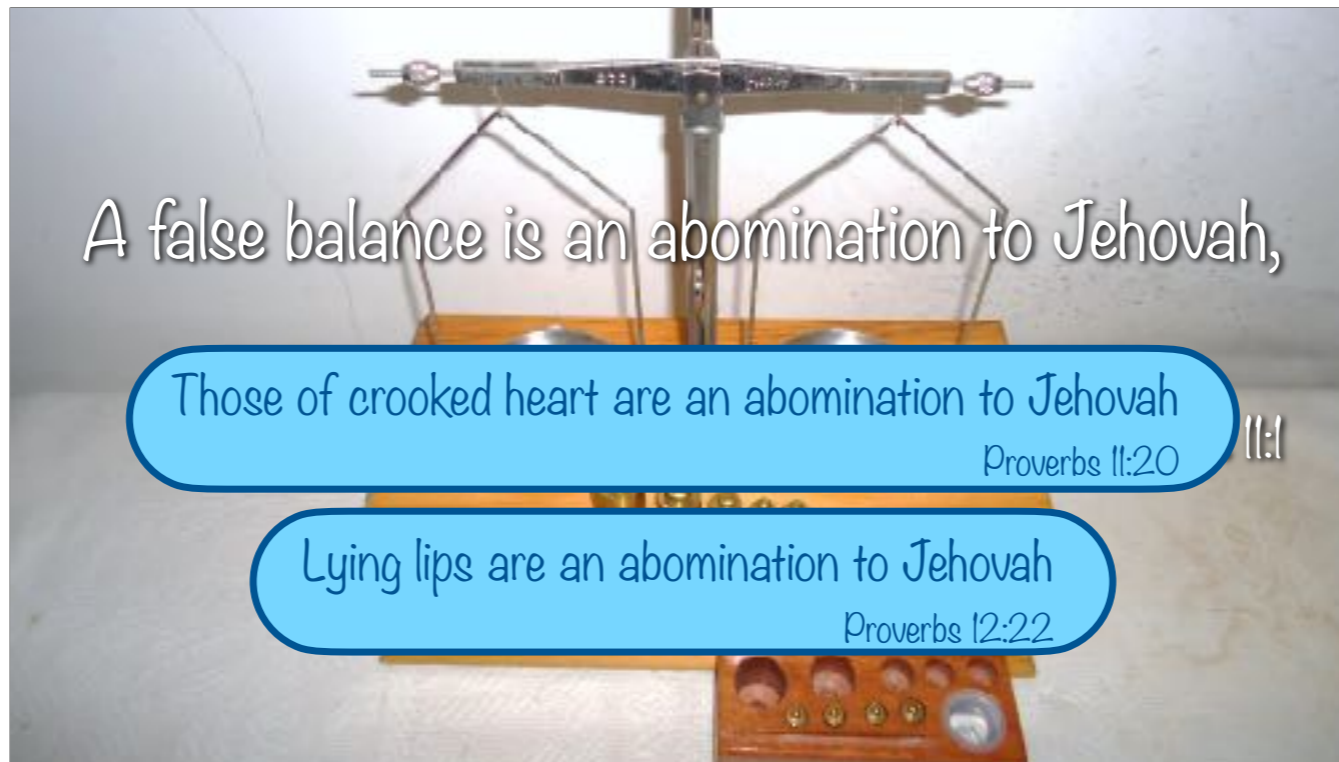 A false balance is an abomination to Jehovah,
Those of crooked heart are an abomination to Jehovah
11:1
Proverbs 11:20
Lying lips are an abomination to Jehovah
Proverbs 12:22